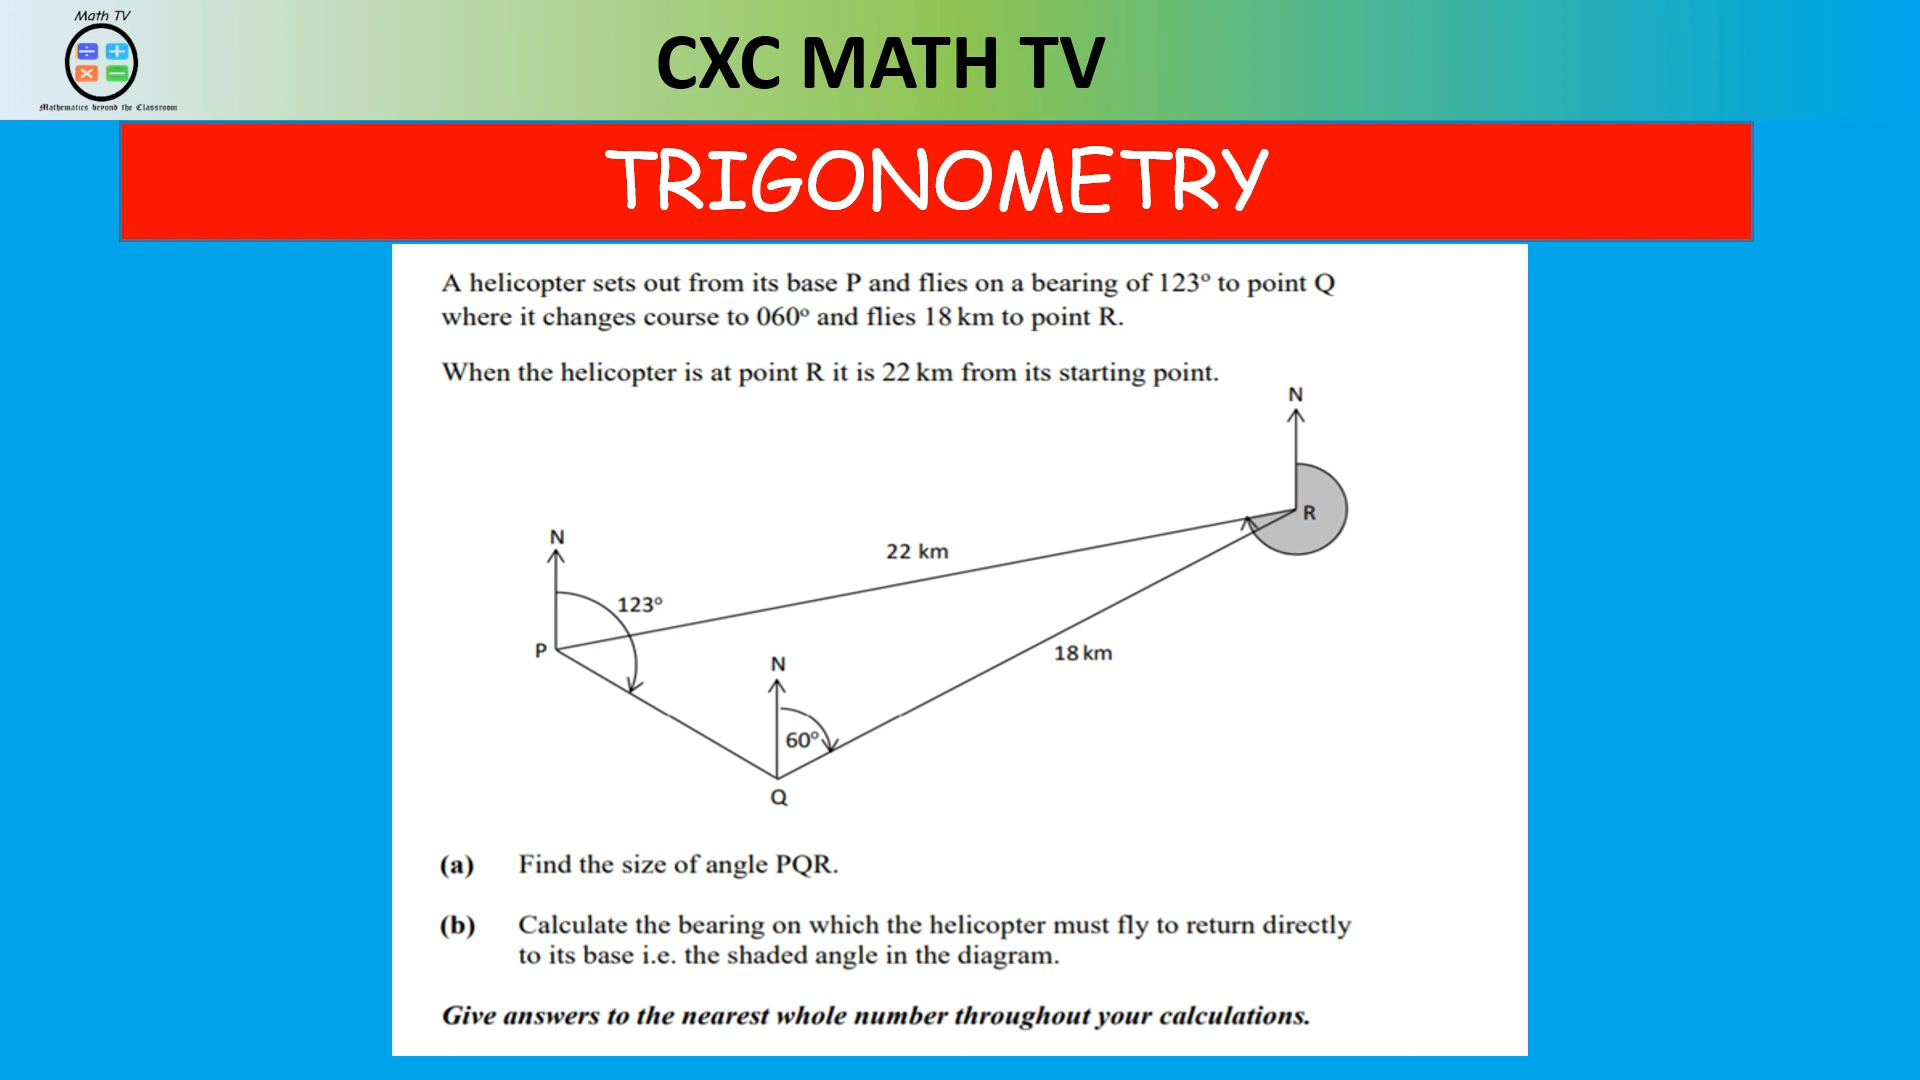 Math TV
Mathematics beyond the Classroom
CXC MATH TV
TRIGONOMETRY
A helicopter sets out from its base P and flies on a bearing of 123° to point Q
where it changes course to 060° and flies 18 km to point R.
When the helicopter is at point R it is 22 km from its starting point.
N
R
N
22 km
123°
P
N
18 km
60°
Q
(a) Find the size of angle PQR.
(b) Calculate the bearing on which the helicopter must fly to return directly
to its base i.e. the shaded angle in the diagram.
Give answers to the nearest whole number throughout your calculations.